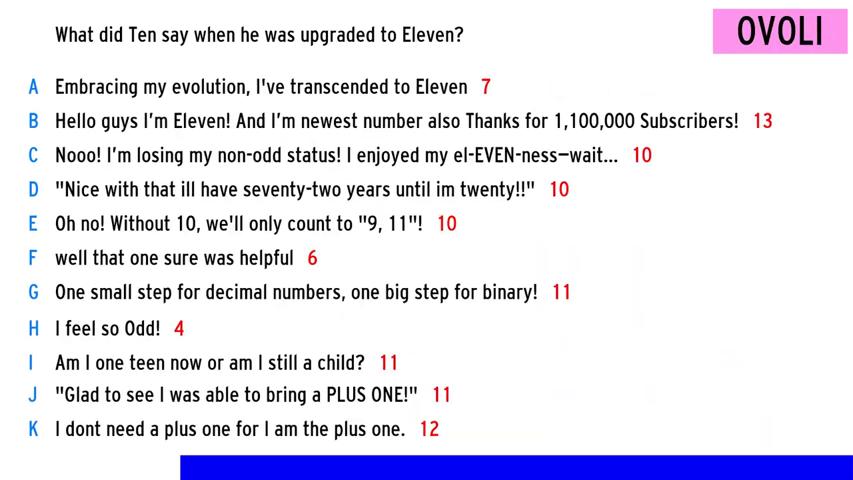 What did Ten say when he was upgraded to Eleven?
OVOLI
A Embracing my evolution, I've transcended to Eleven 7
B Hello guys I'm Eleven! And I'm newest number also Thanks for 1,100,000 Subscribers! 13
C Nooo! I'm losing my non-odd status! I enjoyed my el-EVEN-ness—wait... 10
D "Nice with that ill have seventy-two years until im twenty!!" 10
E Oh no! Without 10, we'll only count to "9, 11"! 10
F well that one sure was helpful 6
G One small step for decimal numbers, one big step for binary! 11
H I feel so Odd! 4
I Am I one teen now or am I still a child? 11
J "Glad to see I was able to bring a PLUS ONE!" 11
K I dont need a plus one for I am the plus one. 12